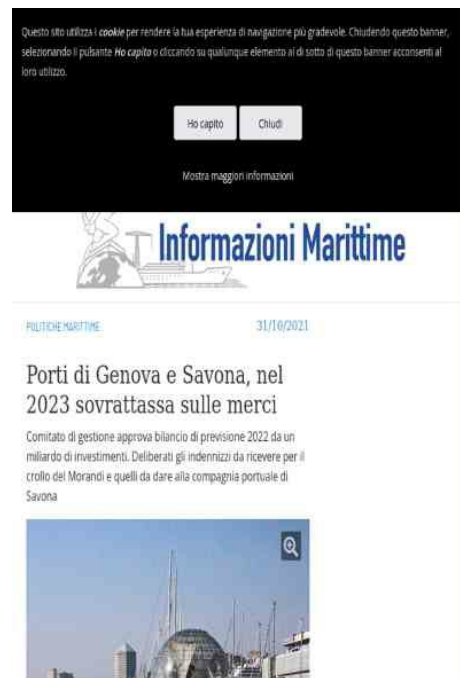 Questo sito utilizza i cookie per rendere la tua esperienza di navigazione più gradevole. Chiudendo questo banner,
selezionando il pulsante Ho capito o cliccando su qualunque elemento al di sotto di questo banner acconsenti al
loro utilizzo.
Ho capito Chiudi
Mostra maggiori informazioni
Informazioni Marittime
POLITICHE MARITTIME 31/10/2021
Porti di Genova e Savona, nel
2023 sovrattassa sulle merci
Comitato di gestione approva bilancio di previsione 2022 da un
miliardo di investimenti. Deliberati gli indennizzi da ricevere per il
crollo del Morandi e quelli da dare alla compagnia portuale di
Savona